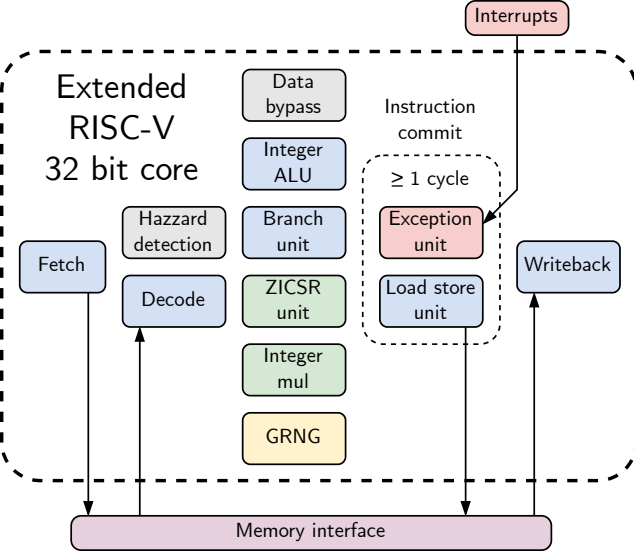 Interrupts
Extended
RISC-V
32 bit core
Data
bypass
Instruction
commit
Integer
ALU
≥ 1 cycle
Hazzard
detection
Branch
unit
Exception
unit
Fetch
Writeback
Decode
ZICSR
unit
Load store
unit
Integer
mul
GRNG
Memory interface